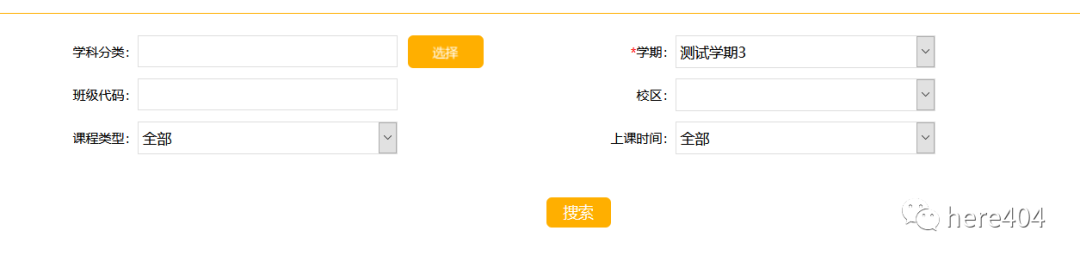 学科分类: 选择 *学期: 测试学期3
班级代码: 校区:
课程类型: 全部 上课时间: 全部
搜索
here404